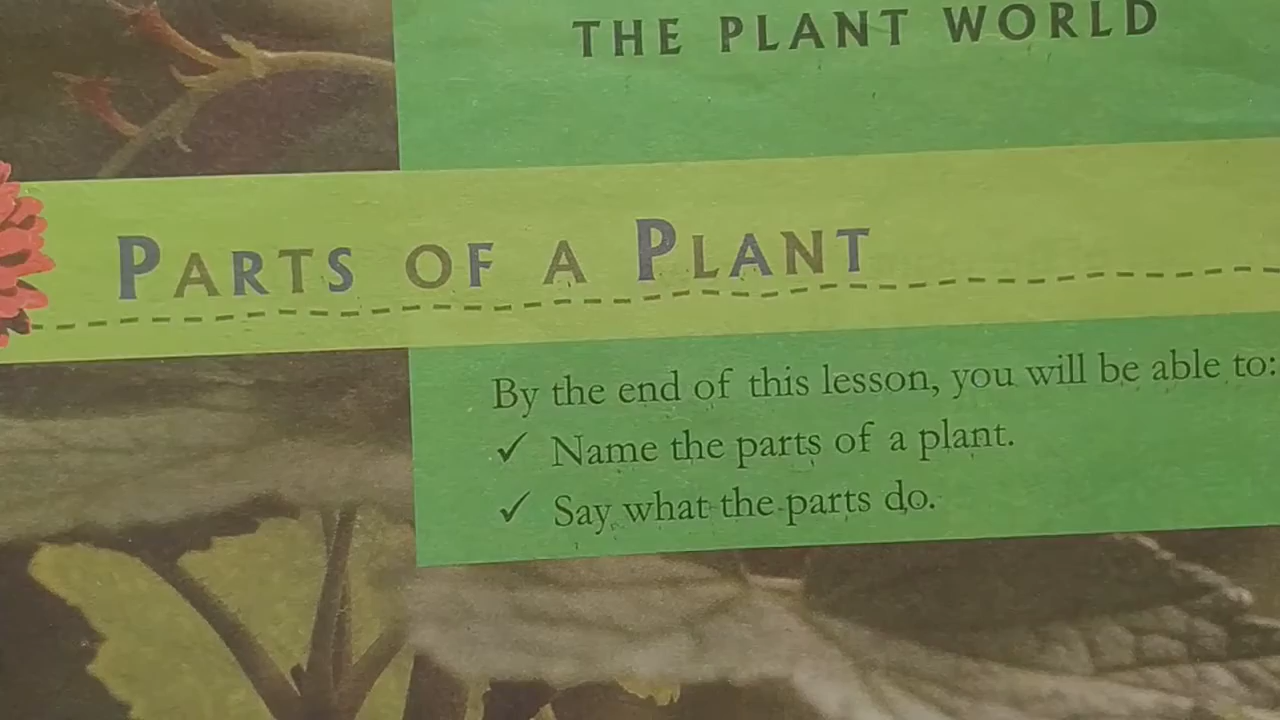 THE PLANT WORLD
PARTS OF A PLANT
By the end of this lesson, you will be able to:
✓ Name the parts of a plant.
✓ Say what the parts do.